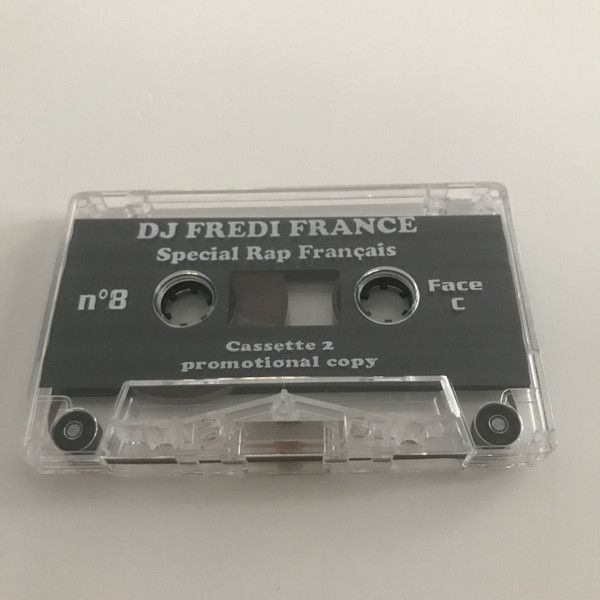 DJ FREDI FRANCE
Special Rap Français
n°8
Face
C
Cassette 2
promotional copy